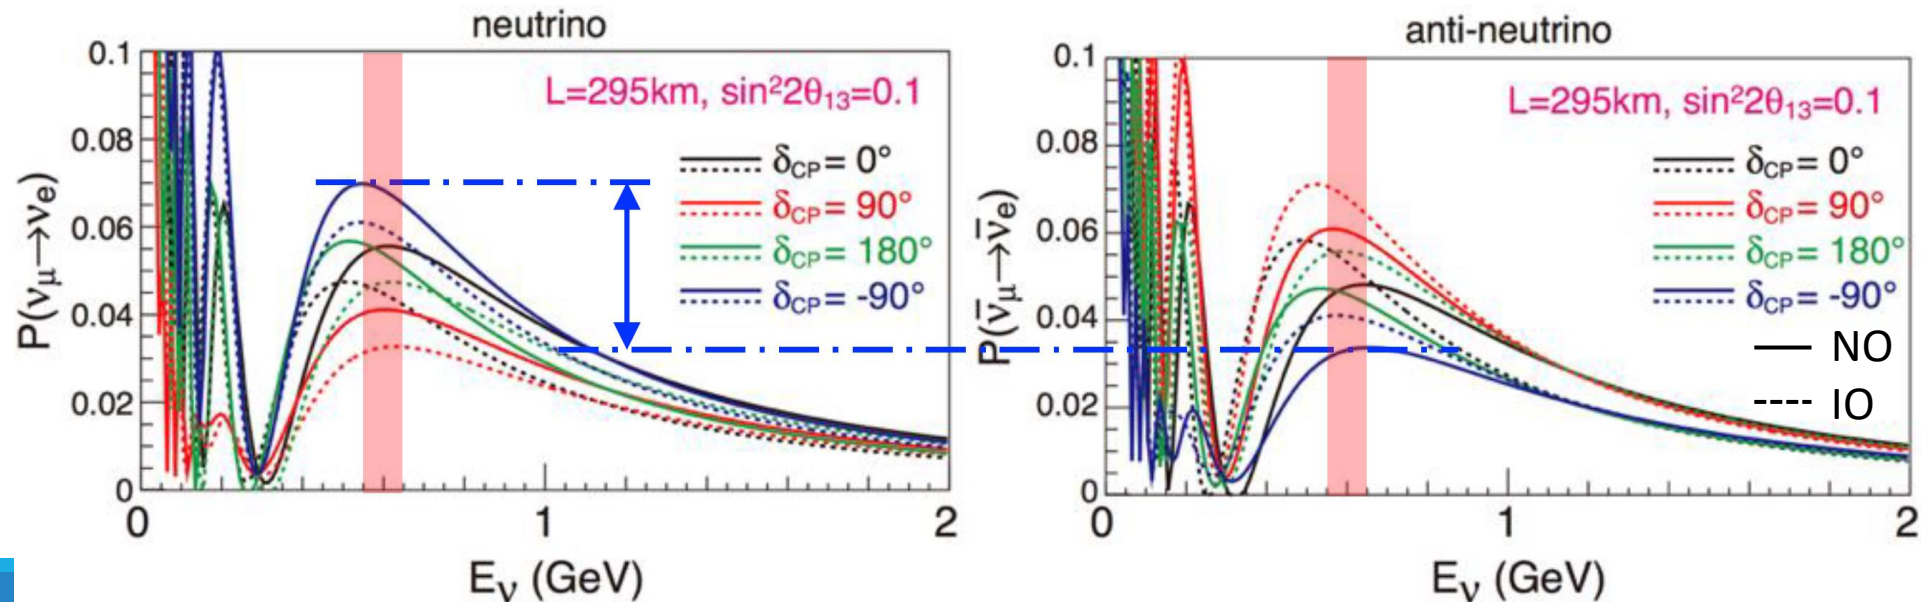 neutrino
0.1
0.08
0.06
0.04
0.02
0
0
1
2
P(νμ→νe)
Eν (GeV)
L=295km, sin²2θ₁₃=0.1
δCP = 0°
δCP = 90°
δCP = 180°
δCP = -90°
anti-neutrino
0.1
0.08
0.06
0.04
0.02
0
0
1
2
P(ν̄μ→ν̄e)
Eν (GeV)
L=295km, sin²2θ₁₃=0.1
δCP = 0°
δCP = 90°
δCP = 180°
δCP = -90°
NO
IO